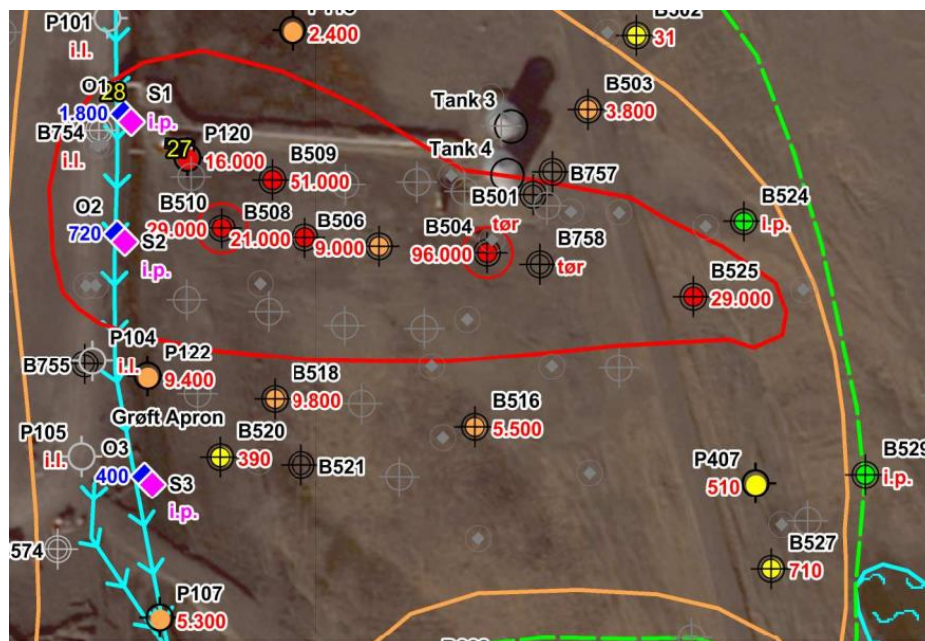 P101
i.l.
2.400
B502
31
B503
3.800
Tank 3
Tank 4
O1
28
1.800
S1
i.p.
B754
i.l.
27
P120
16.000
B509
51.000
B501
B757
B510
29.000
B508
21.000
B506
9.000
B504
96.000
tør
B758
tør
B524
i.p.
B525
29.000
O2
720
S2
i.p.
P104
i.l.
B755
P122
9.400
B518
9.800
B516
5.500
Grøft Apron
P105
i.l.
O3
400
S3
i.p.
B520
390
B521
P407
510
B529
i.p.
B527
710
574
P107
5.300